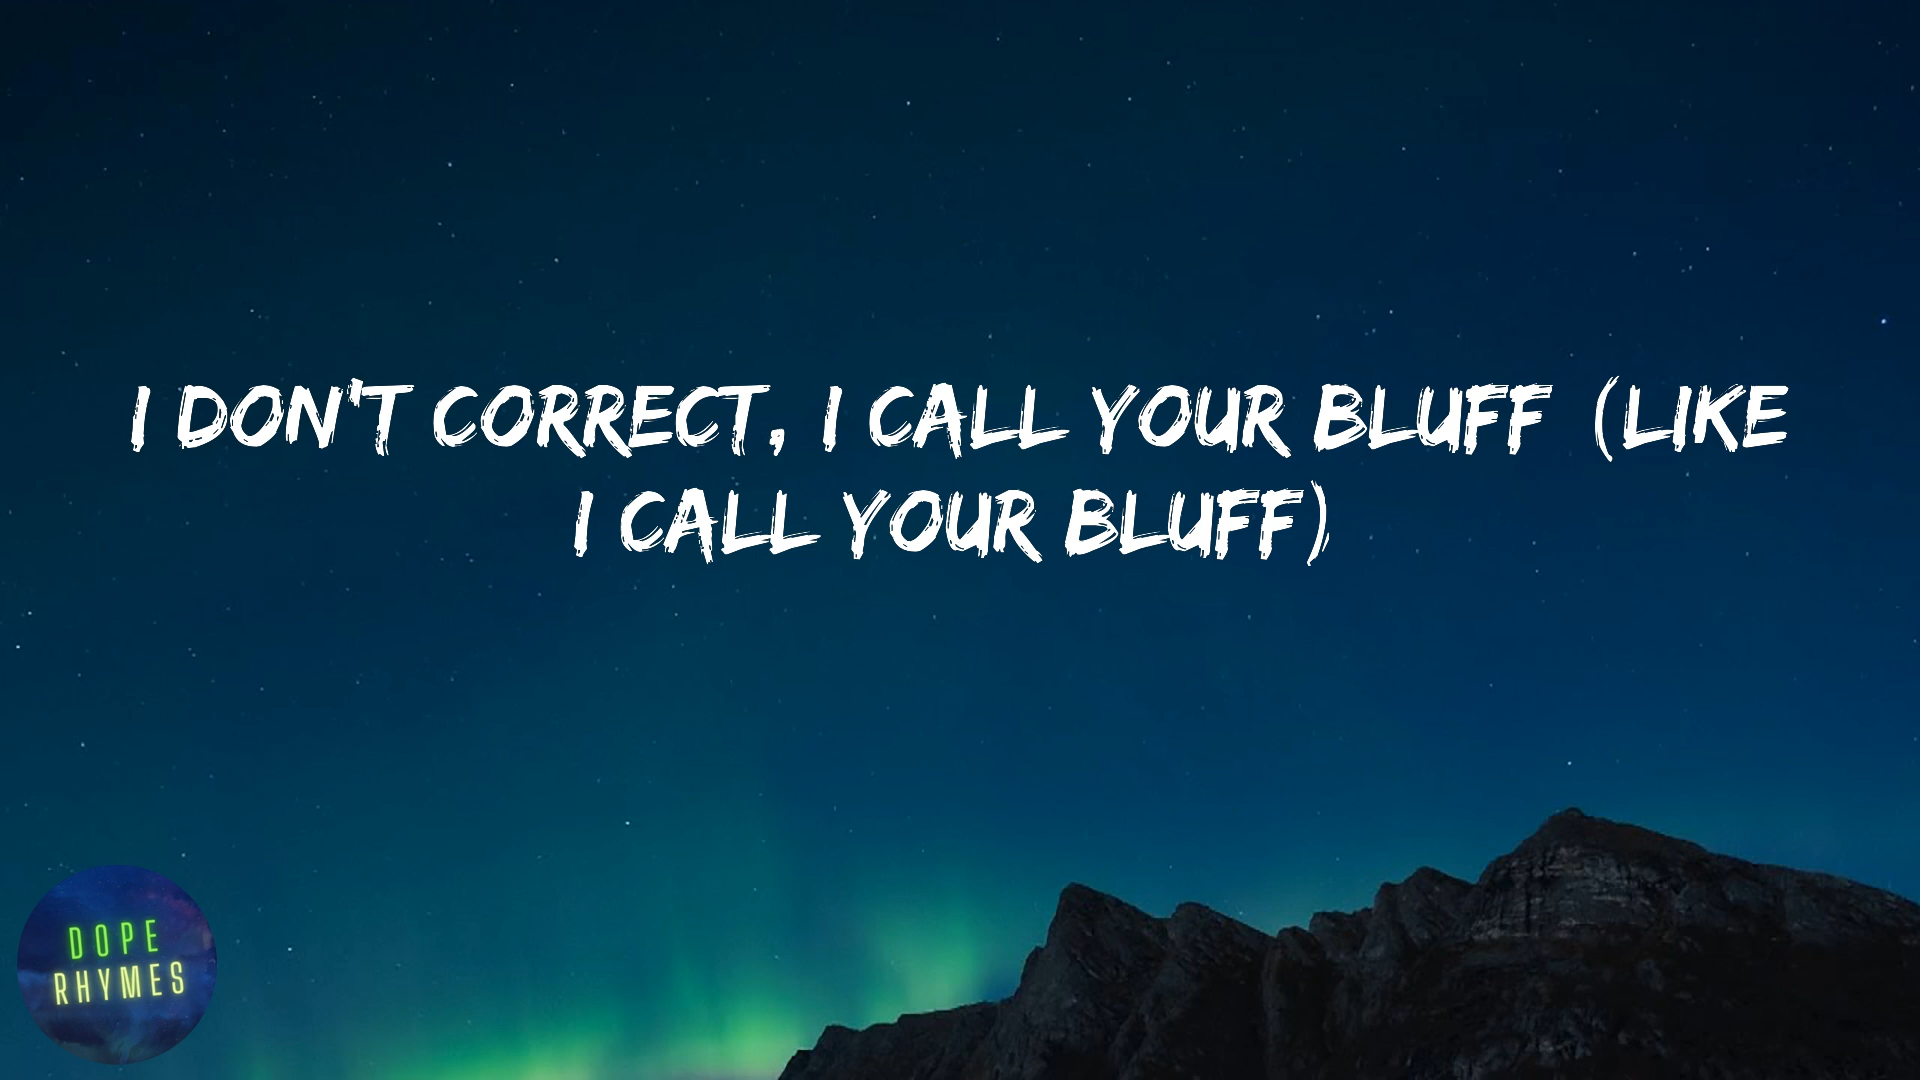 I DON'T CORRECT, I CALL YOUR BLUFF (LIKE
I CALL YOUR BLUFF)
DOPE
RHYMES